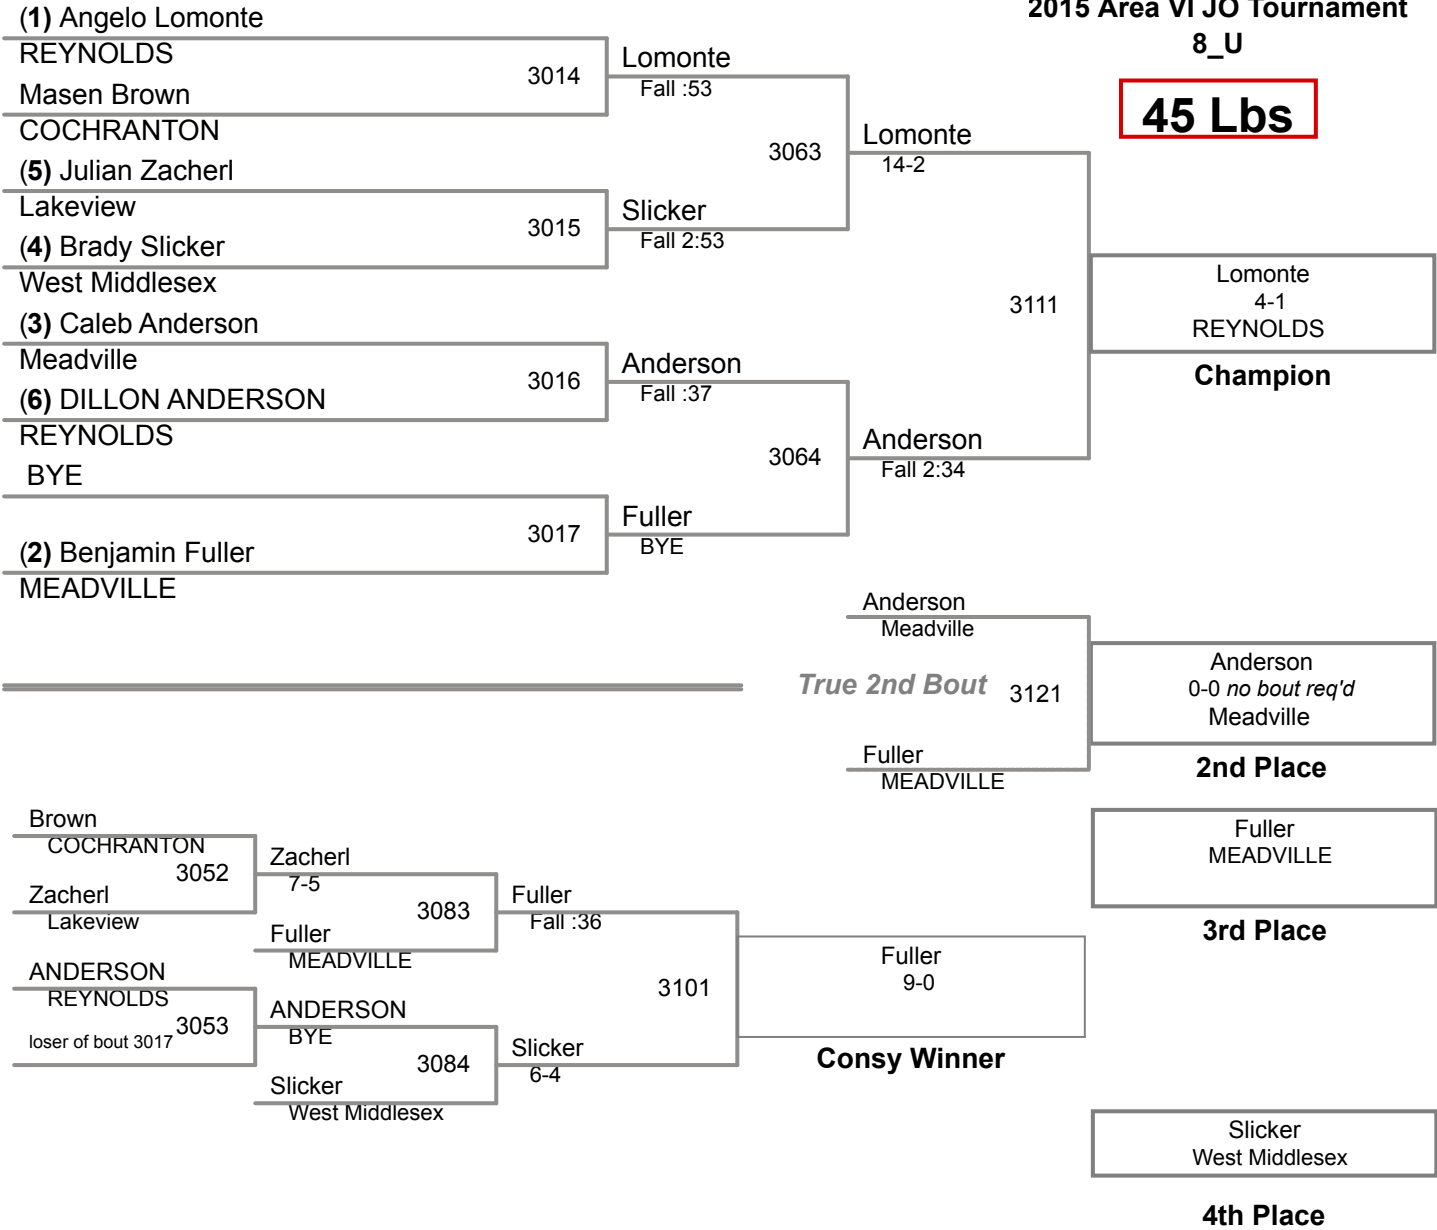 2015 Area VI JO Tournament
8_U
45 Lbs
(1) Angelo Lomonte
REYNOLDS
Masen Brown
COCHRANTON
(5) Julian Zacherl
Lakeview
(4) Brady Slicker
West Middlesex
(3) Caleb Anderson
Meadville
(6) DILLON ANDERSON
REYNOLDS
BYE
(2) Benjamin Fuller
MEADVILLE
3014
3015
3016
3017
Lomonte
Fall :53
Slicker
Fall 2:53
Anderson
Fall :37
Fuller
BYE
3063
3064
Lomonte
14-2
Anderson
Fall 2:34
3111
Lomonte
4-1
REYNOLDS
Champion
Anderson
Meadville
True 2nd Bout
3121
Fuller
MEADVILLE
Anderson
0-0 no bout req'd
Meadville
2nd Place
Brown
COCHRANTON
3052
Zacherl
Lakeview
ANDERSON
REYNOLDS
3053
loser of bout 3017
Zacherl
7-5
3083
Fuller
MEADVILLE
ANDERSON
BYE
3084
Slicker
West Middlesex
Fuller
Fall :36
3101
Slicker
6-4
Fuller
9-0
Consy Winner
Fuller
MEADVILLE
3rd Place
Slicker
West Middlesex
4th Place